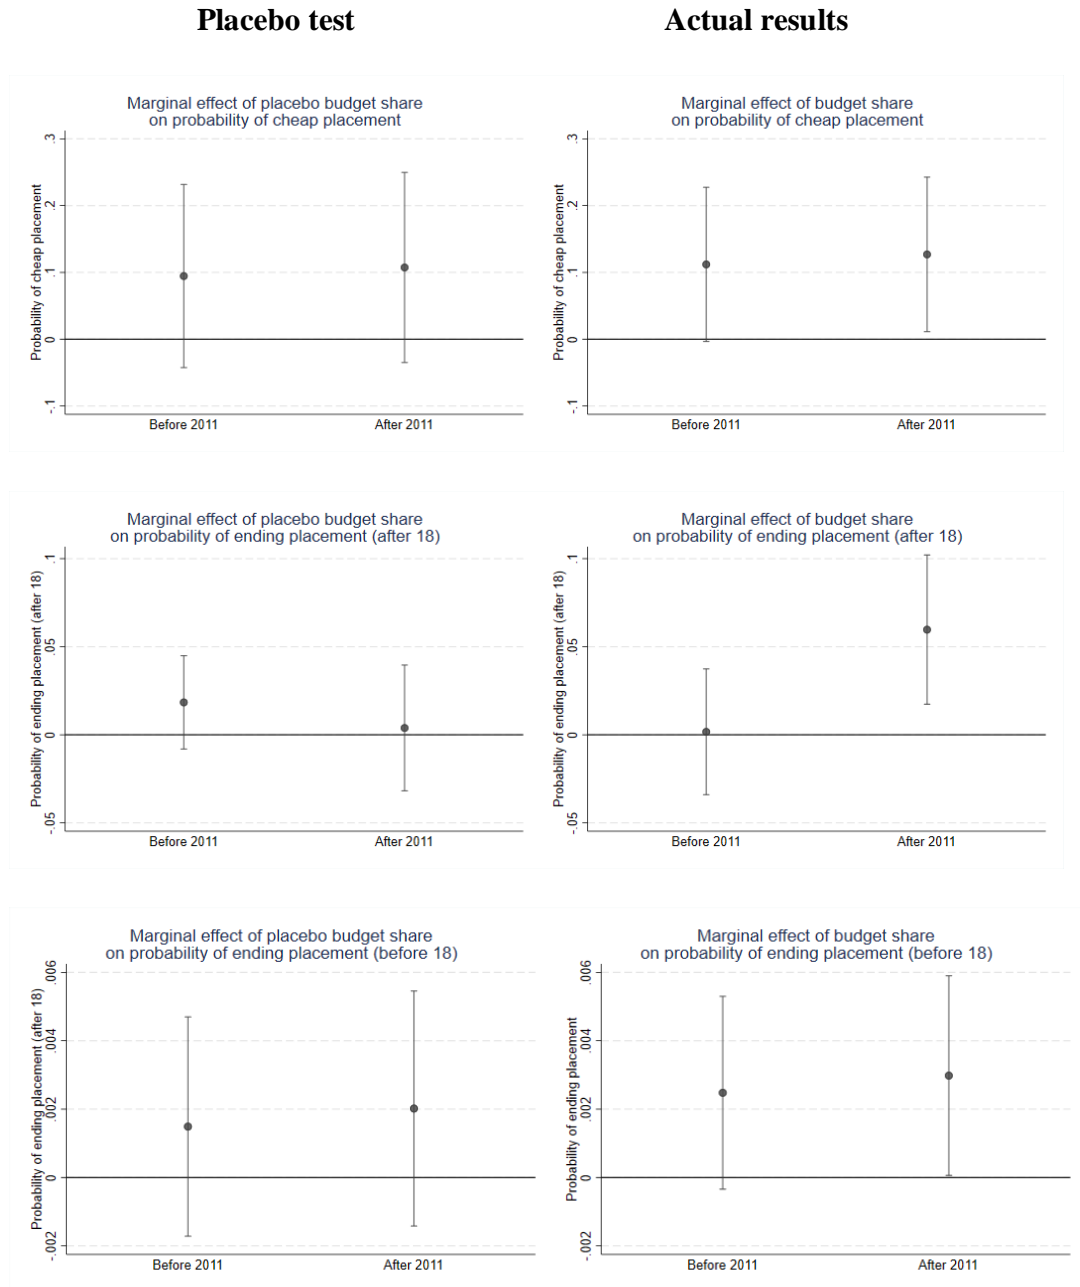 Placebo test
Actual results
Marginal effect of placebo budget share
on probability of cheap placement
Probability of cheap placement
.3
.2
.1
0
-.1
Before 2011
After 2011
Marginal effect of budget share
on probability of cheap placement
Probability of cheap placement
.3
.2
.1
0
-.1
Before 2011
After 2011
Marginal effect of placebo budget share
on probability of ending placement (after 18)
Probability of ending placement (after 18)
.1
.05
0
-.05
Before 2011
After 2011
Marginal effect of budget share
on probability of ending placement (after 18)
Probability of ending placement (after 18)
.1
.05
0
-.05
Before 2011
After 2011
Marginal effect of placebo budget share
on probability of ending placement (before 18)
Probability of ending placement (after 18)
.006
.004
.002
0
-.002
Before 2011
After 2011
Marginal effect of budget share
on probability of ending placement (before 18)
Probability of ending placement
.006
.004
.002
0
-.002
Before 2011
After 2011